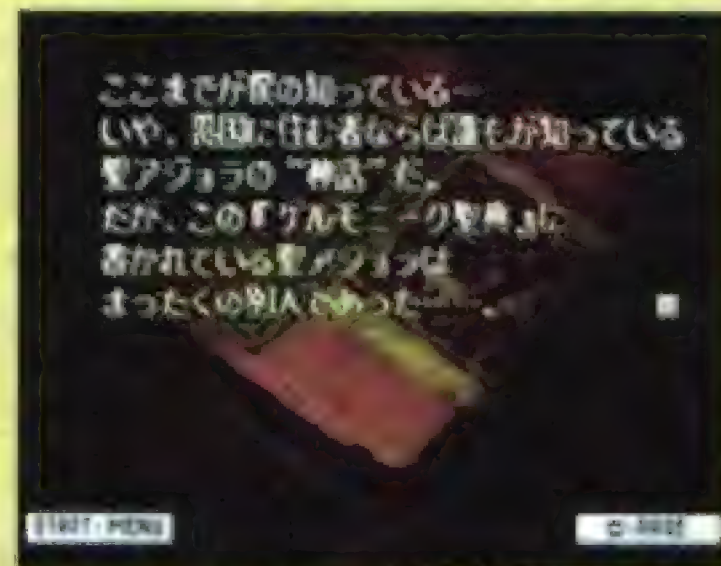 ここまでが僕の知っている…
いや、畏国に住む者ならば誰もが知っている
聖アジョラの“神話”だ。
だが、この『ゲルモニーク聖典』に
書かれている聖アジョラは
まったくの別人であった……。
START:MENU